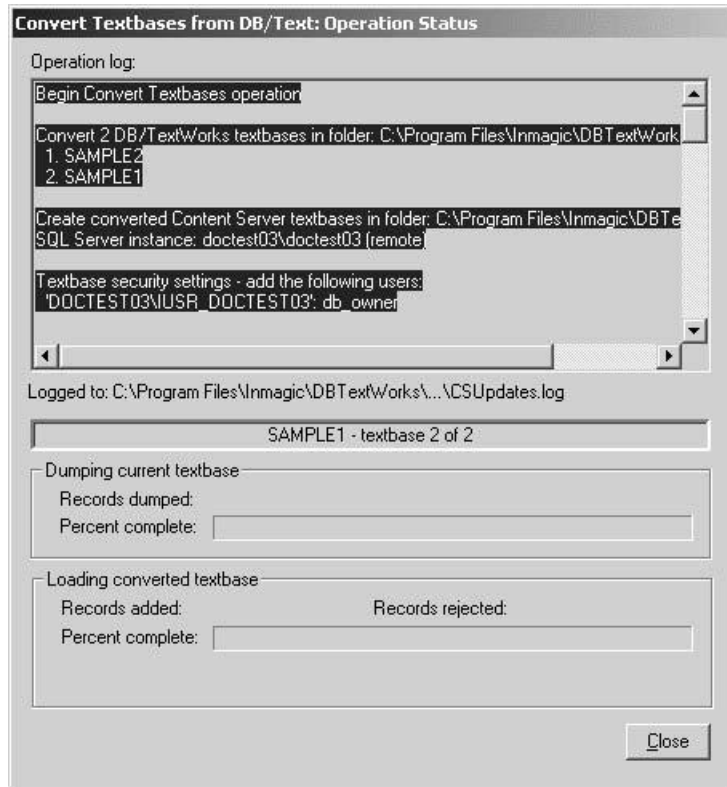 Convert Textbases from DB/Text: Operation Status
Operation log:
Begin Convert Textbases operation
Convert 2 DB/TextWorks textbases in folder: C:\Program Files\Inmagic\DBTextWork
1. SAMPLE2
2. SAMPLE1
Create converted Content Server textbases in folder: C:\Program Files\Inmagic\DBTe
SQL Server instance: doctest03\doctest03 (remote)
Textbase security settings - add the following users:
'DOCTEST03\IUSR_DOCTEST03': db_owner
Logged to: C:\Program Files\Inmagic\DBTextWorks\...\CSUpdates.log
SAMPLE1 - textbase 2 of 2
Dumping current textbase
Records dumped:
Percent complete:
Loading converted textbase
Records added: Records rejected:
Percent complete:
Close